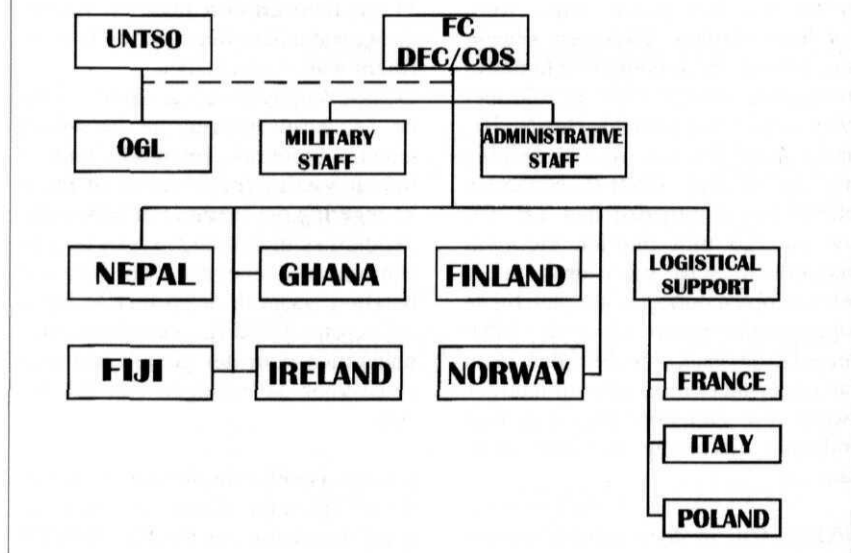 UNTSO
FC
DFC/COS
OGL
MILITARY
STAFF
ADMINISTRATIVE
STAFF
NEPAL
GHANA
FINLAND
LOGISTICAL
SUPPORT
FIJI
IRELAND
NORWAY
FRANCE
ITALY
POLAND